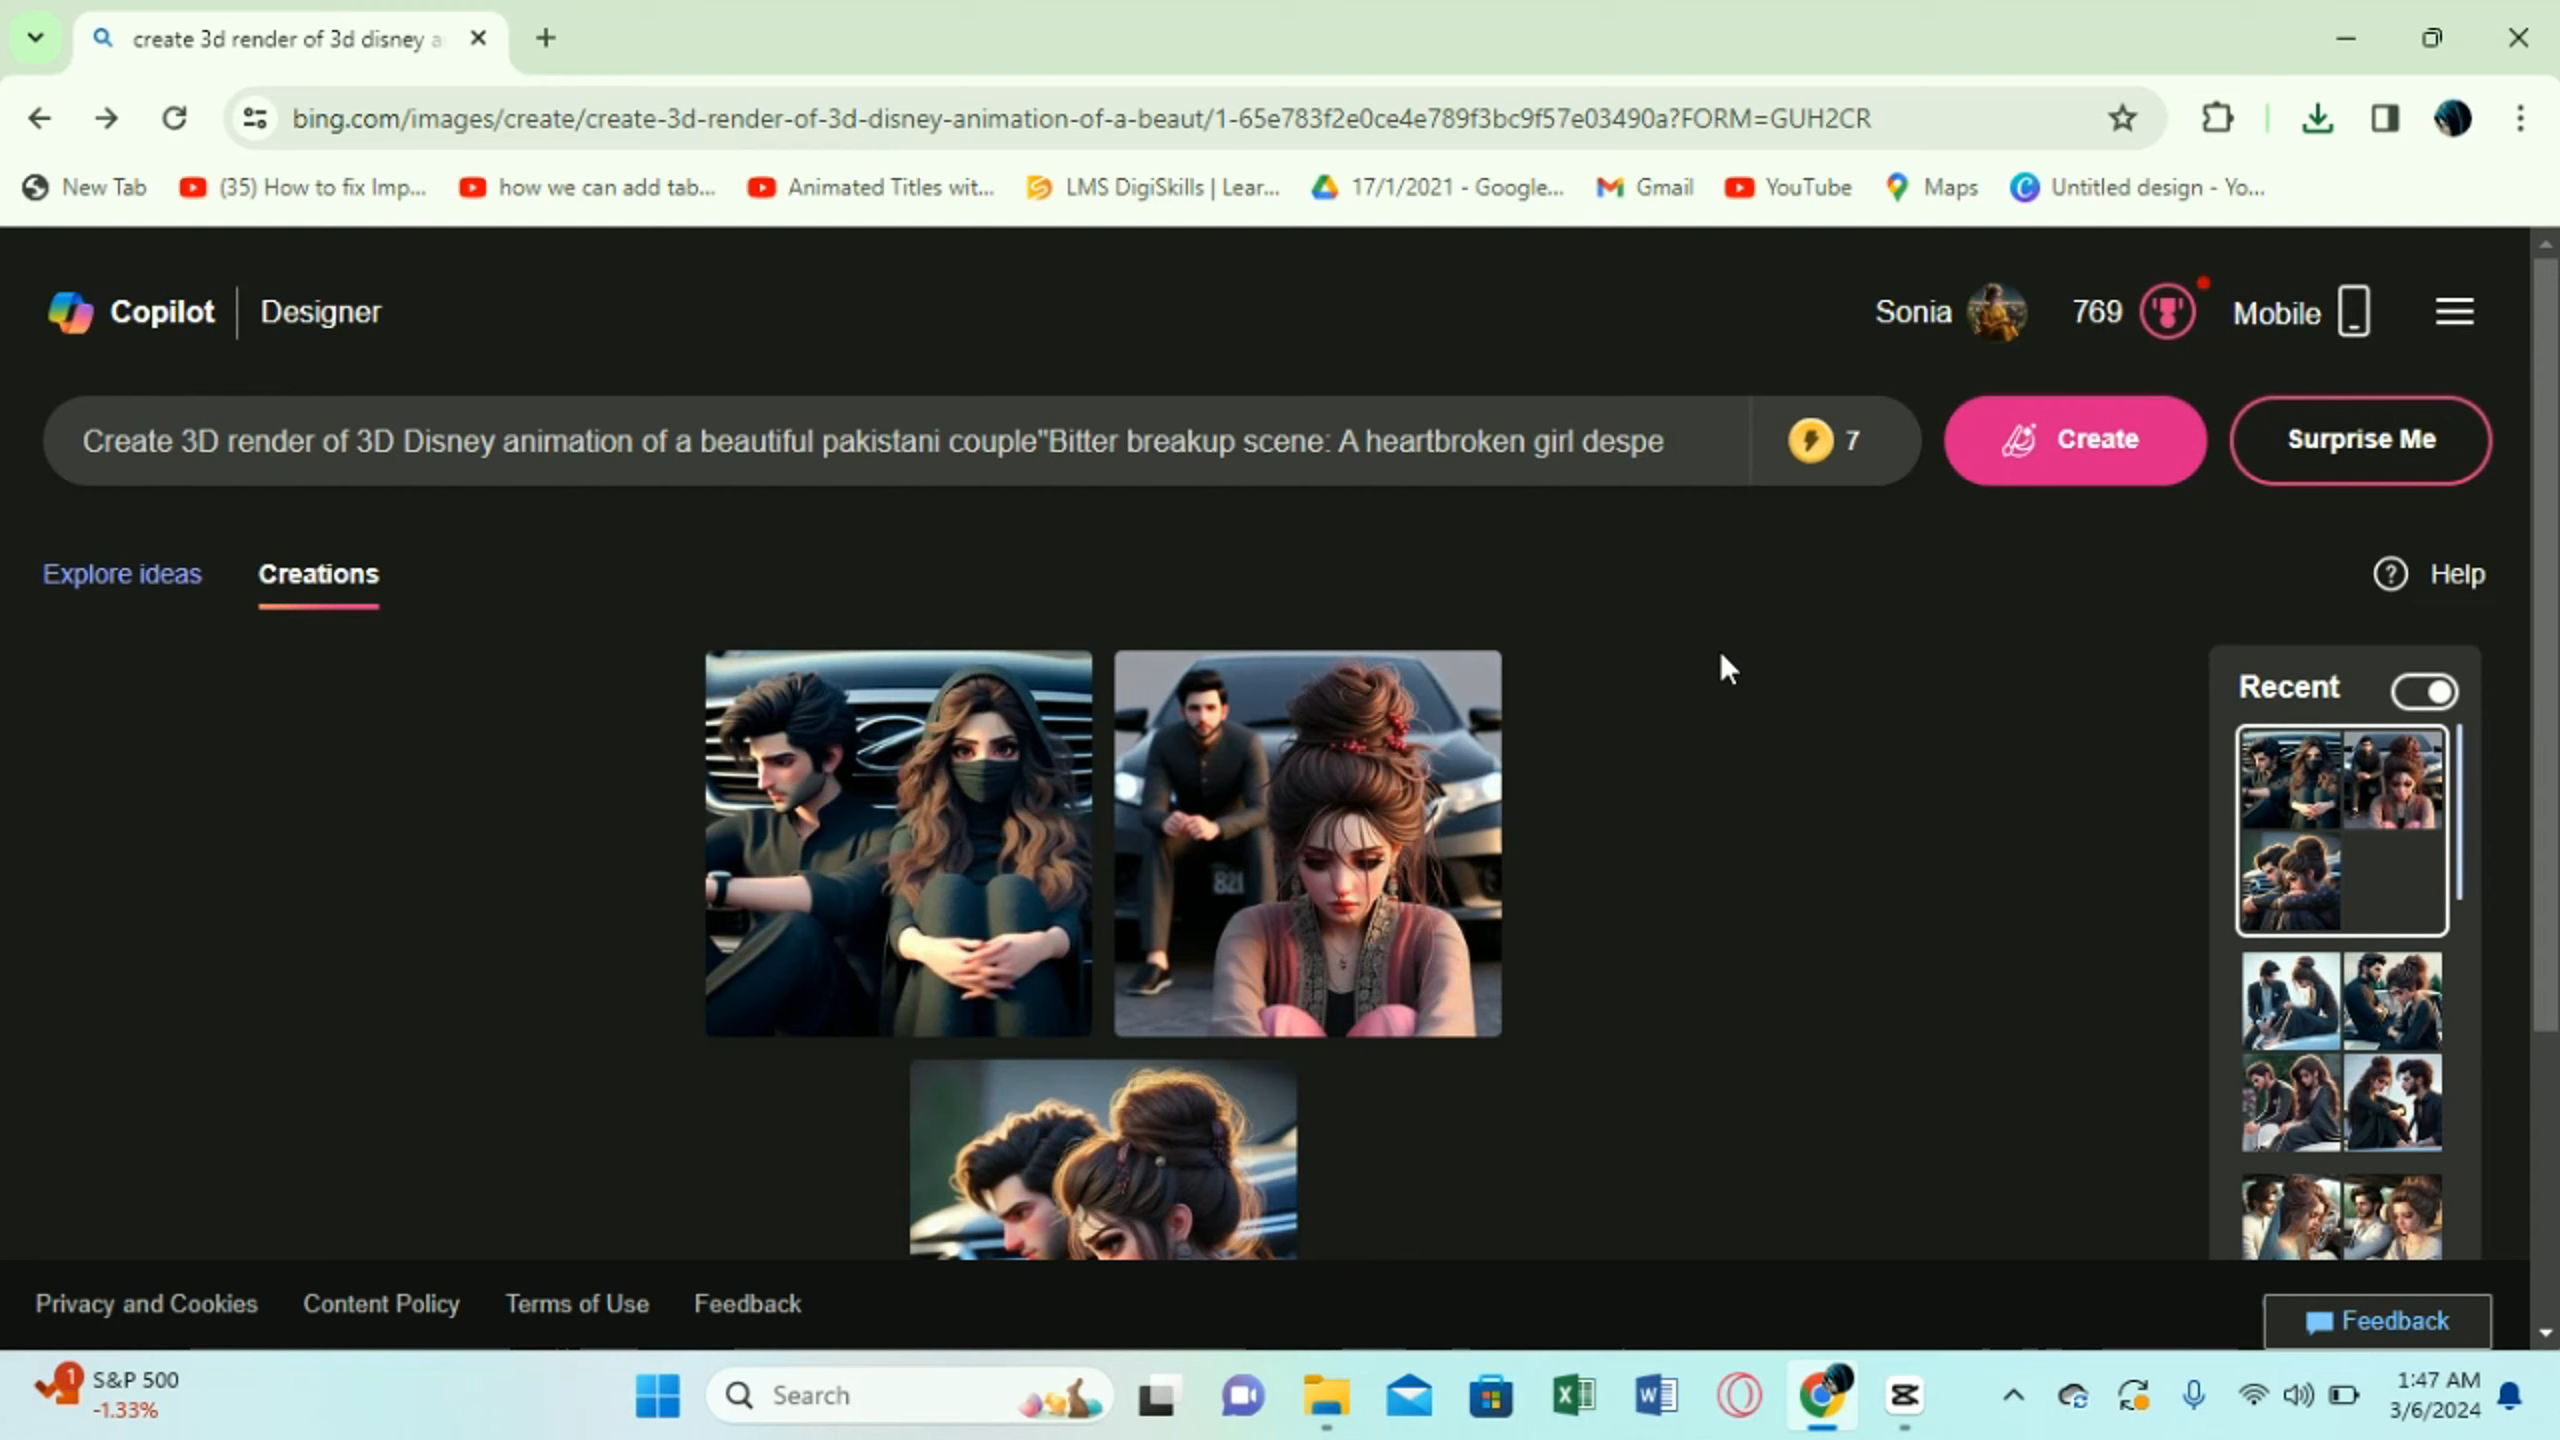 create 3d render of 3d disney a
bing.com/images/create/create-3d-render-of-3d-disney-animation-of-a-beaut/1-65e783f2e0ce4e789f3bc9f57e03490a?FORM=GUH2CR
New Tab
(35) How to fix Imp...
how we can add tab...
Animated Titles wit...
LMS DigiSkills | Lear...
17/1/2021 - Google...
Gmail
YouTube
Maps
Untitled design - Yo...
Copilot
Designer
Sonia
769
Mobile
Create 3D render of 3D Disney animation of a beautiful pakistani couple"Bitter breakup scene: A heartbroken girl despe
7
Create
Surprise Me
Explore ideas
Creations
Help
Recent
821
Privacy and Cookies
Content Policy
Terms of Use
Feedback
Feedback
1
S&P 500
-1.33%
Search
1:47 AM
3/6/2024